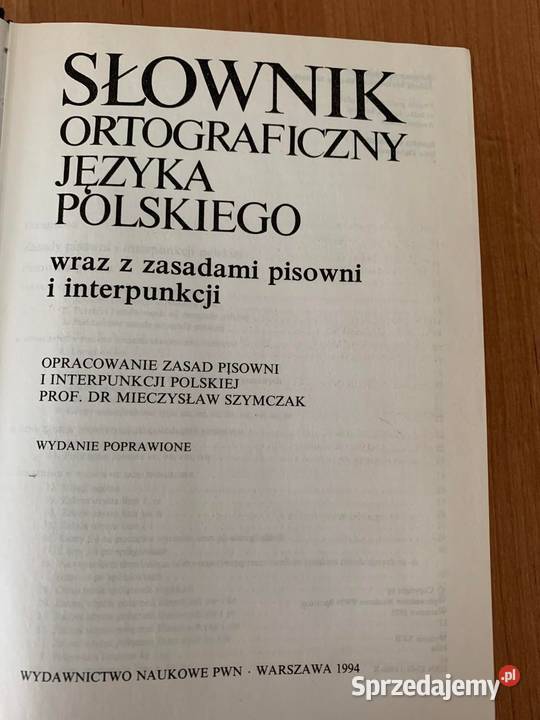 SŁOWNIK
ORTOGRAFICZNY
JĘZYKA
POLSKIEGO
wraz z zasadami pisowni
i interpunkcji
OPRACOWANIE ZASAD PISOWNI
I INTERPUNKCJI POLSKIEJ
PROF. DR MIECZYSŁAW SZYMCZAK
WYDANIE POPRAWIONE
WYDAWNICTWO NAUKOWE PWN · WARSZAWA 1994
Sprzedajemy.pl